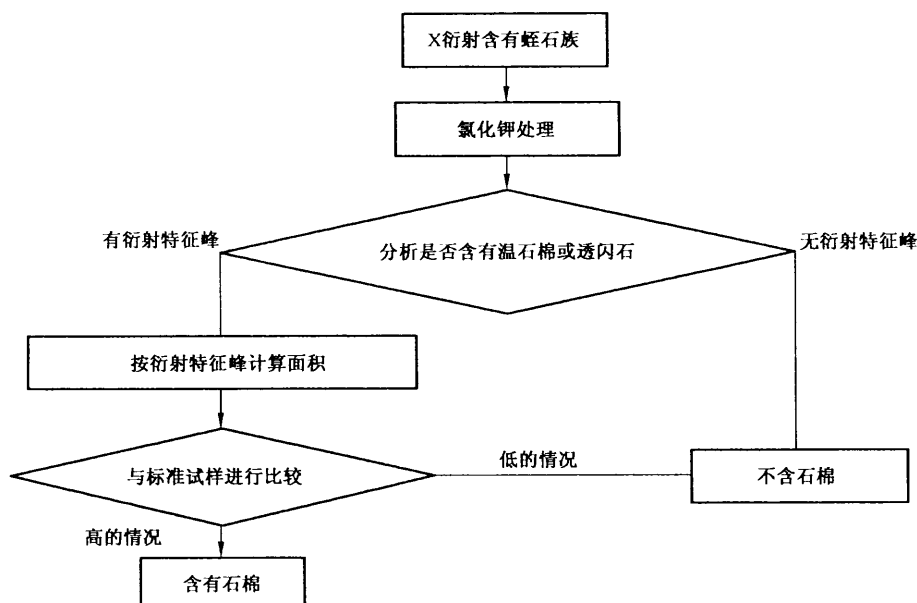 X衍射含有蛭石族
氯化钾处理
有衍射特征峰
分析是否含有温石棉或透闪石
无衍射特征峰
按衍射特征峰计算面积
与标准试样进行比较
低的情况
不含石棉
高的情况
含有石棉